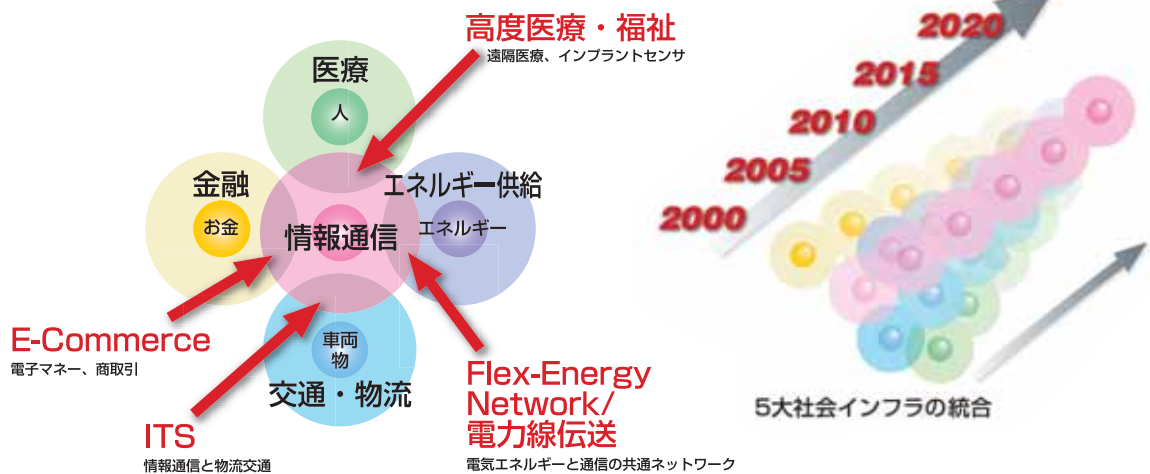 高度医療・福祉
遠隔医療、インプラントセンサ
医療
人
金融
お金
エネルギー供給
エネルギー
情報通信
車両
物
交通・物流
E-Commerce
電子マネー、商取引
ITS
情報通信と物流交通
Flex-Energy
Network/
電力線伝送
電気エネルギーと通信の共通ネットワーク
2020
2015
2010
2005
2000
5大社会インフラの統合